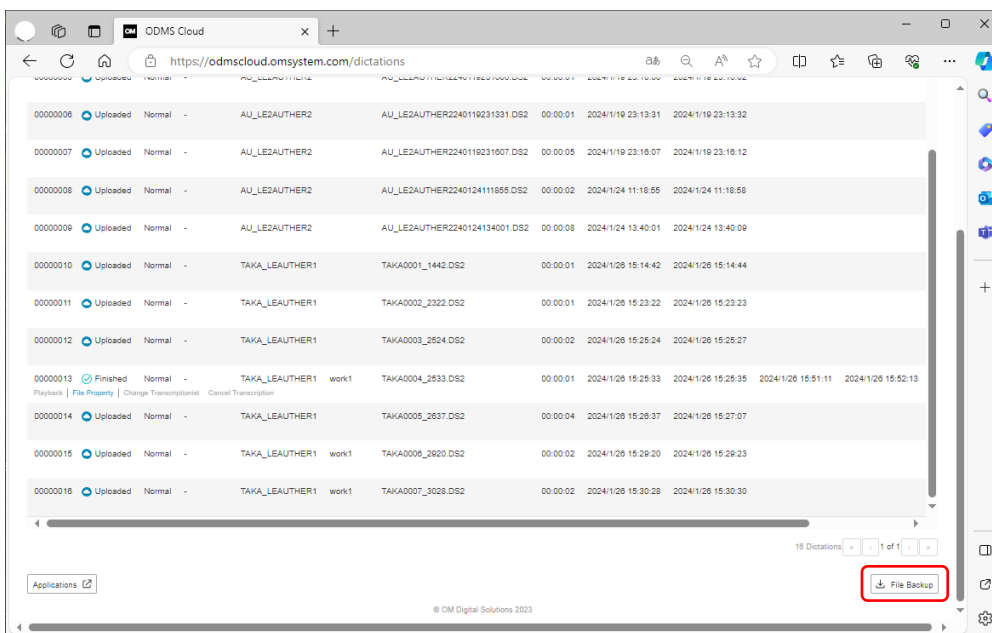 OM ODMS Cloud
https://odmscloud.omsystem.com/dictations
00000006 Uploaded Normal - AU_LE2AUTHER2 AU_LE2AUTHER2240119231331.DS2 00:00:01 2024/1/19 23:13:31 2024/1/19 23:13:32
00000007 Uploaded Normal - AU_LE2AUTHER2 AU_LE2AUTHER2240119231607.DS2 00:00:05 2024/1/19 23:16:07 2024/1/19 23:16:12
00000008 Uploaded Normal - AU_LE2AUTHER2 AU_LE2AUTHER2240124111855.DS2 00:00:02 2024/1/24 11:18:55 2024/1/24 11:18:58
00000009 Uploaded Normal - AU_LE2AUTHER2 AU_LE2AUTHER2240124134001.DS2 00:00:08 2024/1/24 13:40:01 2024/1/24 13:40:09
00000010 Uploaded Normal - TAKA_LEAUTHER1 TAKA0001_1442.DS2 00:00:01 2024/1/26 15:14:42 2024/1/26 15:14:44
00000011 Uploaded Normal - TAKA_LEAUTHER1 TAKA0002_2322.DS2 00:00:01 2024/1/26 15:23:22 2024/1/26 15:23:23
00000012 Uploaded Normal - TAKA_LEAUTHER1 TAKA0003_2524.DS2 00:00:02 2024/1/26 15:25:24 2024/1/26 15:25:27
00000013 Finished Normal - TAKA_LEAUTHER1 work1 TAKA0004_2533.DS2 00:00:01 2024/1/26 15:25:33 2024/1/26 15:25:35 2024/1/26 15:51:11 2024/1/26 15:52:13
Playback | File Property | Change Transcriptionist Cancel Transcription
00000014 Uploaded Normal - TAKA_LEAUTHER1 TAKA0005_2637.DS2 00:00:04 2024/1/26 15:26:37 2024/1/26 15:27:07
00000015 Uploaded Normal - TAKA_LEAUTHER1 work1 TAKA0006_2920.DS2 00:00:02 2024/1/26 15:29:20 2024/1/26 15:29:23
00000016 Uploaded Normal - TAKA_LEAUTHER1 work1 TAKA0007_3028.DS2 00:00:02 2024/1/26 15:30:28 2024/1/26 15:30:30
16 Dictations « ‹ 1 of 1 › »
Applications File Backup
© OM Digital Solutions 2023